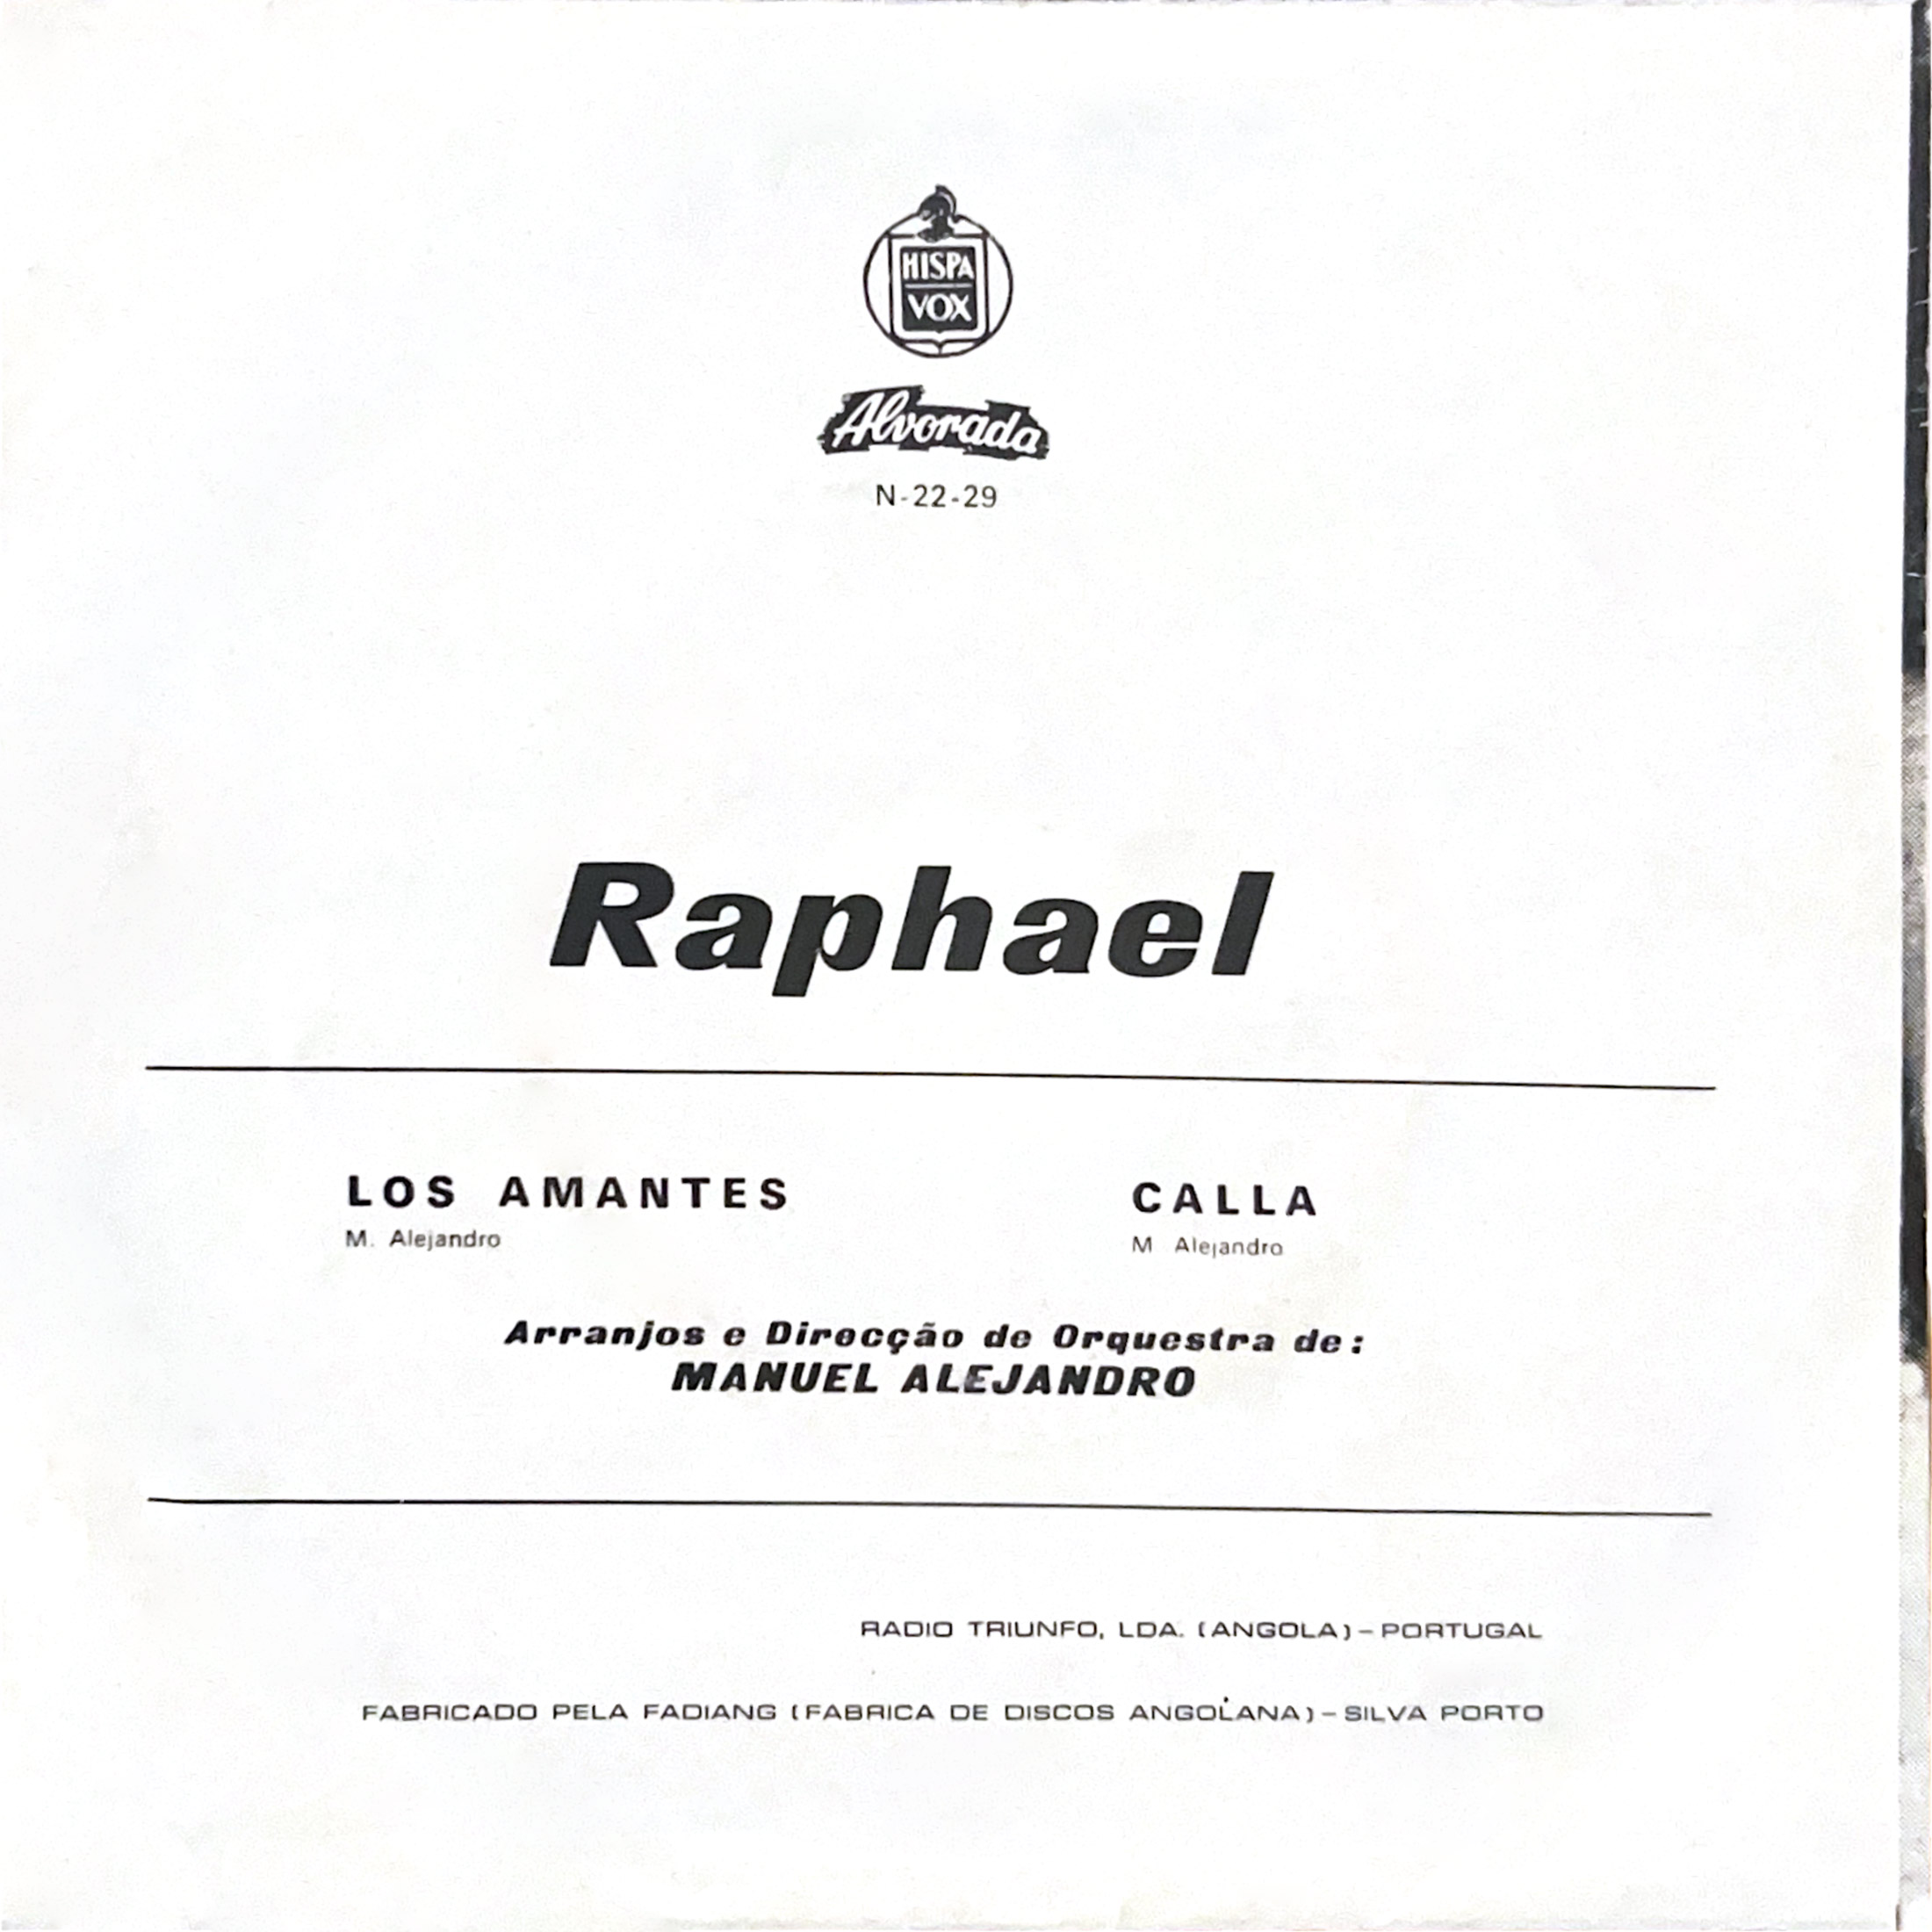 HISPA
VOX
Alvorada
N-22-29
Raphael
LOS AMANTES
M. Alejandro
CALLA
M Alejandro
Arranjos e Direcção de Orquestra de:
MANUEL ALEJANDRO
RADIO TRIUNFO, LDA. (ANGOLA) – PORTUGAL
FABRICADO PELA FADIANG (FABRICA DE DISCOS ANGOLANA) – SILVA PORTO